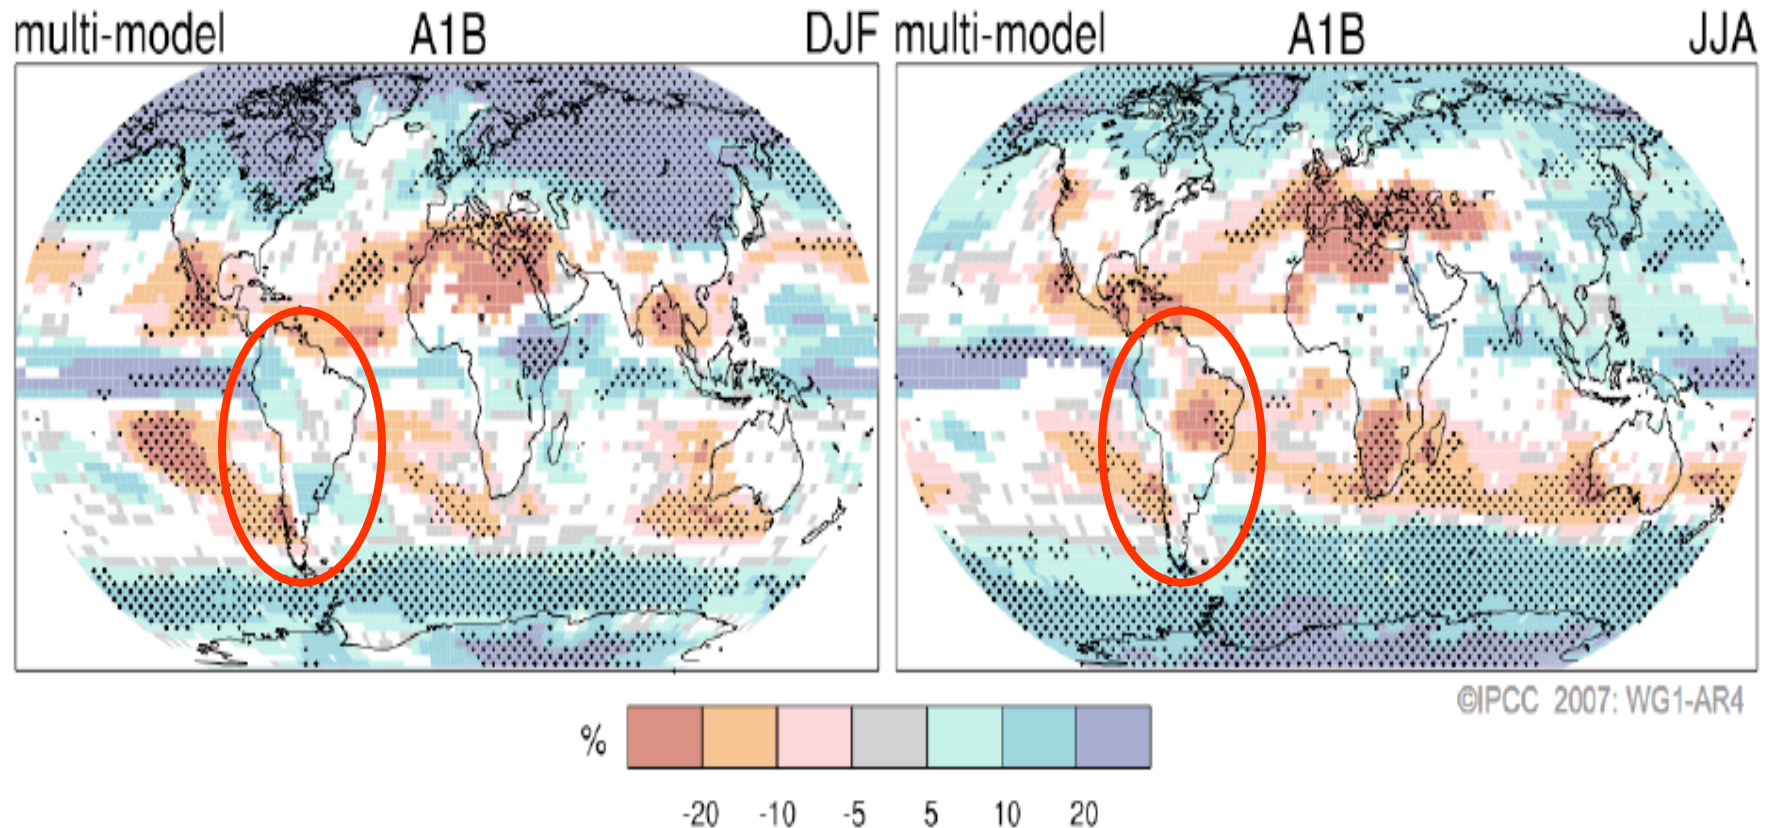 multi-model A1B DJF
multi-model A1B JJA
©IPCC 2007: WG1-AR4
%
-20 -10 -5 5 10 20